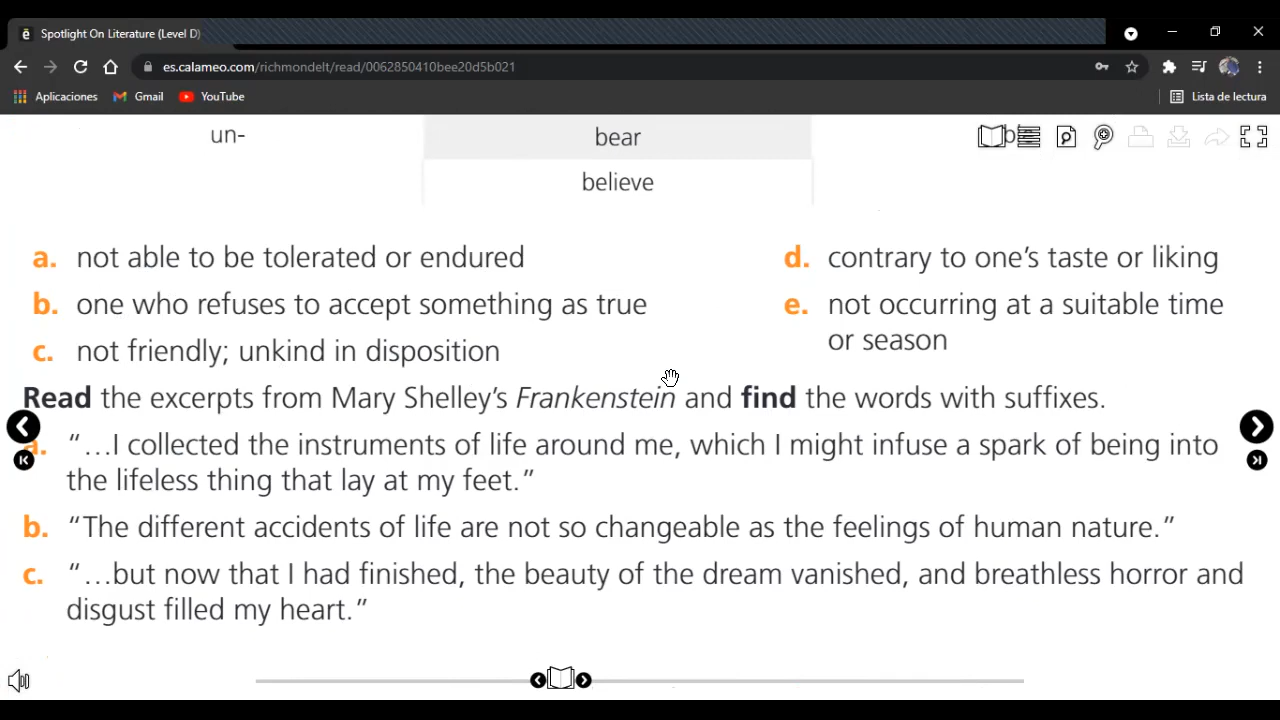 Spotlight On Literature (Level D)
es.calameo.com/richmondelt/read/0062850410bee20d5b021
Aplicaciones Gmail YouTube Lista de lectura
un- bear
believe
a. not able to be tolerated or endured
b. one who refuses to accept something as true
c. not friendly; unkind in disposition
d. contrary to one's taste or liking
e. not occurring at a suitable time
or season
Read the excerpts from Mary Shelley's Frankenstein and find the words with suffixes.
“…I collected the instruments of life around me, which I might infuse a spark of being into
the lifeless thing that lay at my feet.”
b. “The different accidents of life are not so changeable as the feelings of human nature.”
c. “…but now that I had finished, the beauty of the dream vanished, and breathless horror and
disgust filled my heart.”